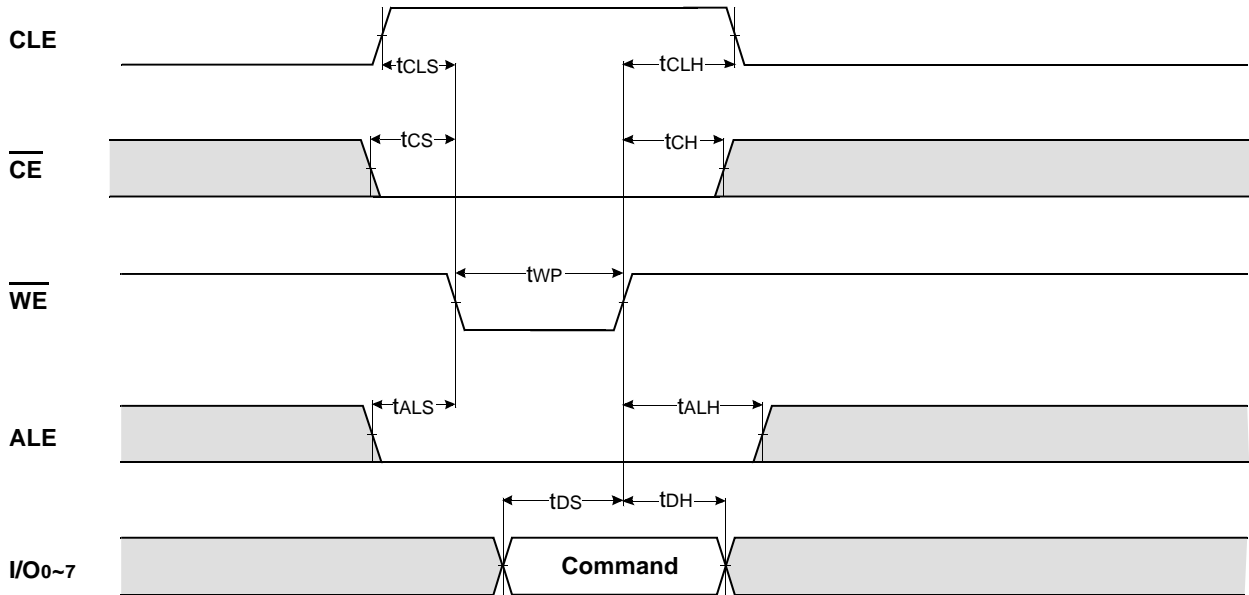 CLE
tCLS
tCLH
CE
tCS
tCH
WE
tWP
ALE
tALS
tALH
tDS
tDH
I/O0~7
Command